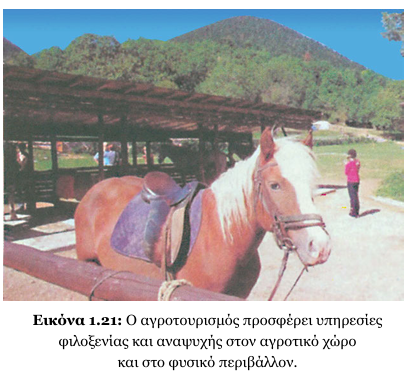 Εικόνα 1.21: Ο αγροτουρισμός προσφέρει υπηρεσίες
φιλοξενίας και αναψυχής στον αγροτικό χώρο
και στο φυσικό περιβάλλον.